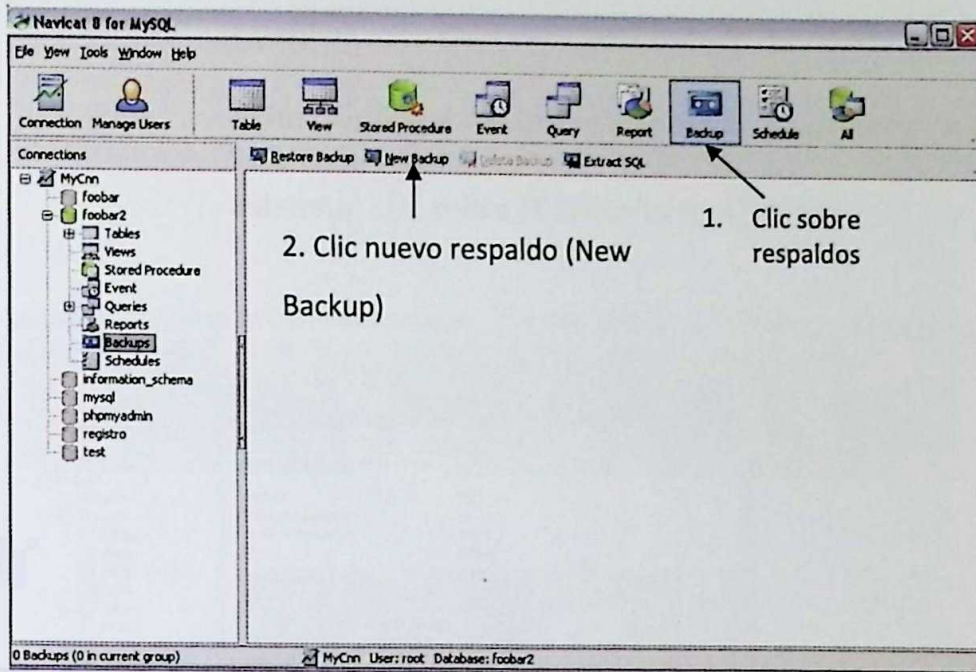 Navicat 8 for MySQL
File View Tools Window Help
Connection Manage Users Table View Stored Procedure Event Query Report Backup Schedule All
Connections
Restore Backup New Backup Delete Backup Extract SQL
MyCnn
foobar
foobar2
Tables
Views
Stored Procedure
Event
Queries
Reports
Backups
Schedules
information_schema
mysql
phpmyadmin
registro
test
1. Clic sobre
respaldos
2. Clic nuevo respaldo (New
Backup)
0 Backups (0 in current group) MyCnn User: root Database: foobar2